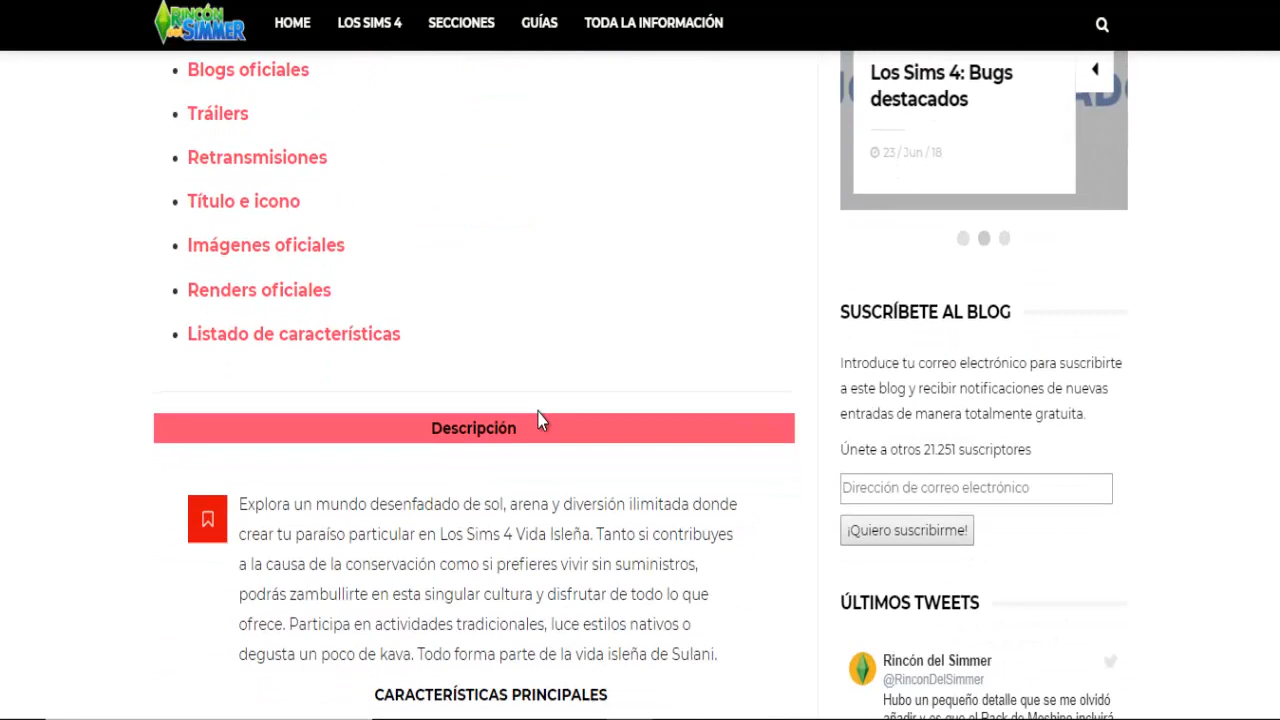 RINCÓN
del SIMMER
HOME
LOS SIMS 4
SECCIONES
GUÍAS
TODA LA INFORMACIÓN
Blogs oficiales
Tráilers
Retransmisiones
Título e icono
Imágenes oficiales
Renders oficiales
Listado de características
Descripción
Explora un mundo desenfadado de sol, arena y diversión ilimitada donde
crear tu paraíso particular en Los Sims 4 Vida Isleña. Tanto si contribuyes
a la causa de la conservación como si prefieres vivir sin suministros,
podrás zambullirte en esta singular cultura y disfrutar de todo lo que
ofrece. Participa en actividades tradicionales, luce estilos nativos o
degusta un poco de kava. Todo forma parte de la vida isleña de Sulani.
CARACTERÍSTICAS PRINCIPALES
Los Sims 4: Bugs
destacados
23 / Jun / 18
SUSCRÍBETE AL BLOG
Introduce tu correo electrónico para suscribirte
a este blog y recibir notificaciones de nuevas
entradas de manera totalmente gratuita.
Únete a otros 21.251 suscriptores
Dirección de correo electrónico
¡Quiero suscribirme!
ÚLTIMOS TWEETS
Rincón del Simmer
@RinconDelSimmer
Hubo un pequeño detalle que se me olvidó
añadir y es que el Pack de Moschino incluirá